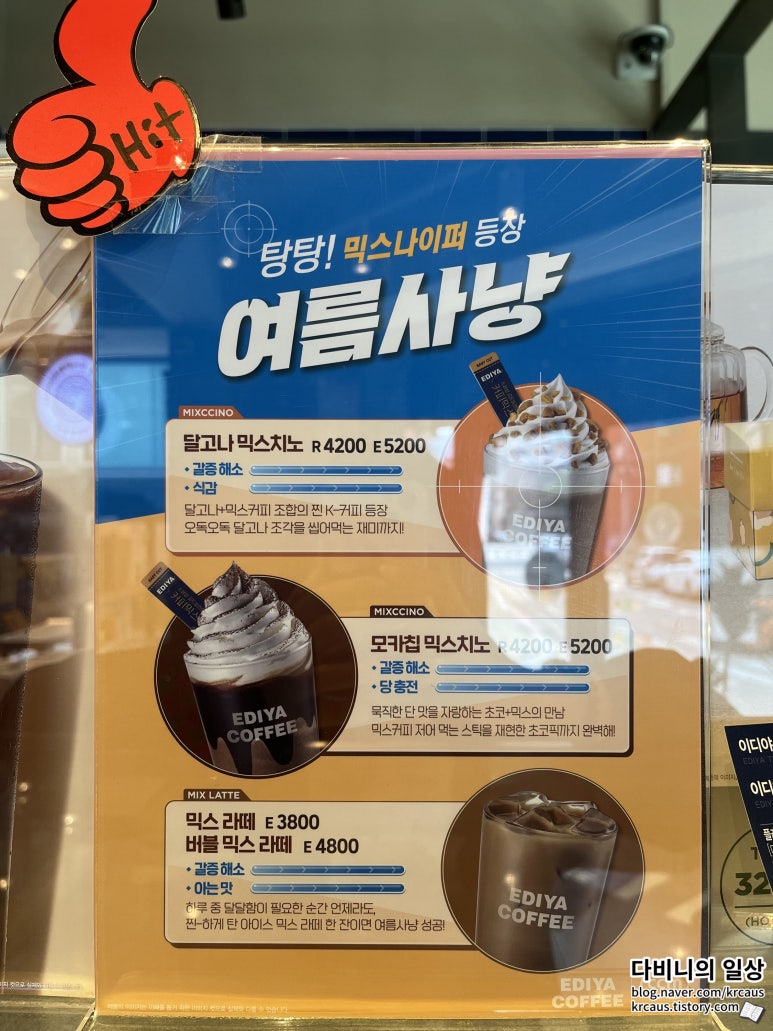 Hit
탕탕! 믹스나이퍼 등장
여름사냥
MIXCCINO
달고나 믹스치노 R 4200 E 5200
• 갈증 해소
• 식감
달고나+믹스커피 조합의 찐 K-커피 등장
오독오독 달고나 조각을 씹어먹는 재미까지!
EDIYA
EDIYA
COFFEE
MIXCCINO
모카칩 믹스치노 R 4200 E 5200
• 갈증 해소
• 당 충전
묵직한 단 맛을 자랑하는 초코+믹스의 만남
믹스커피 저어 먹는 스틱을 재현한 초코픽까지 완벽해!
EDIYA
EDIYA
COFFEE
MIX LATTE
믹스 라떼 E 3800
버블 믹스 라떼 E 4800
• 갈증 해소
• 아는 맛
하루 중 달달함이 필요한 순간 언제라도,
찐-하게 탄 아이스 믹스 라떼 한 잔이면 여름사냥 성공!
EDIYA
COFFEE
EDIYA
COFFEE
이디야
EDIYA
이디
32
다비니의 일상
blog.naver.com/krcaus
krcaus.tistory.com